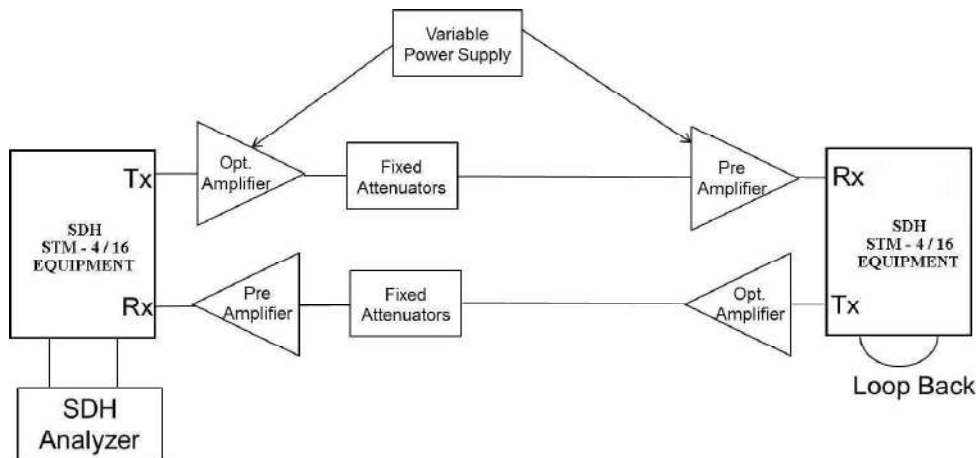 Variable
Power Supply
Tx
Opt.
Amplifier
Fixed
Attenuators
Pre
Amplifier
Rx
SDH
STM - 4 / 16
EQUIPMENT
SDH
STM - 4 / 16
EQUIPMENT
Rx
Pre
Amplifier
Fixed
Attenuators
Opt.
Amplifier
Tx
Loop Back
SDH
Analyzer